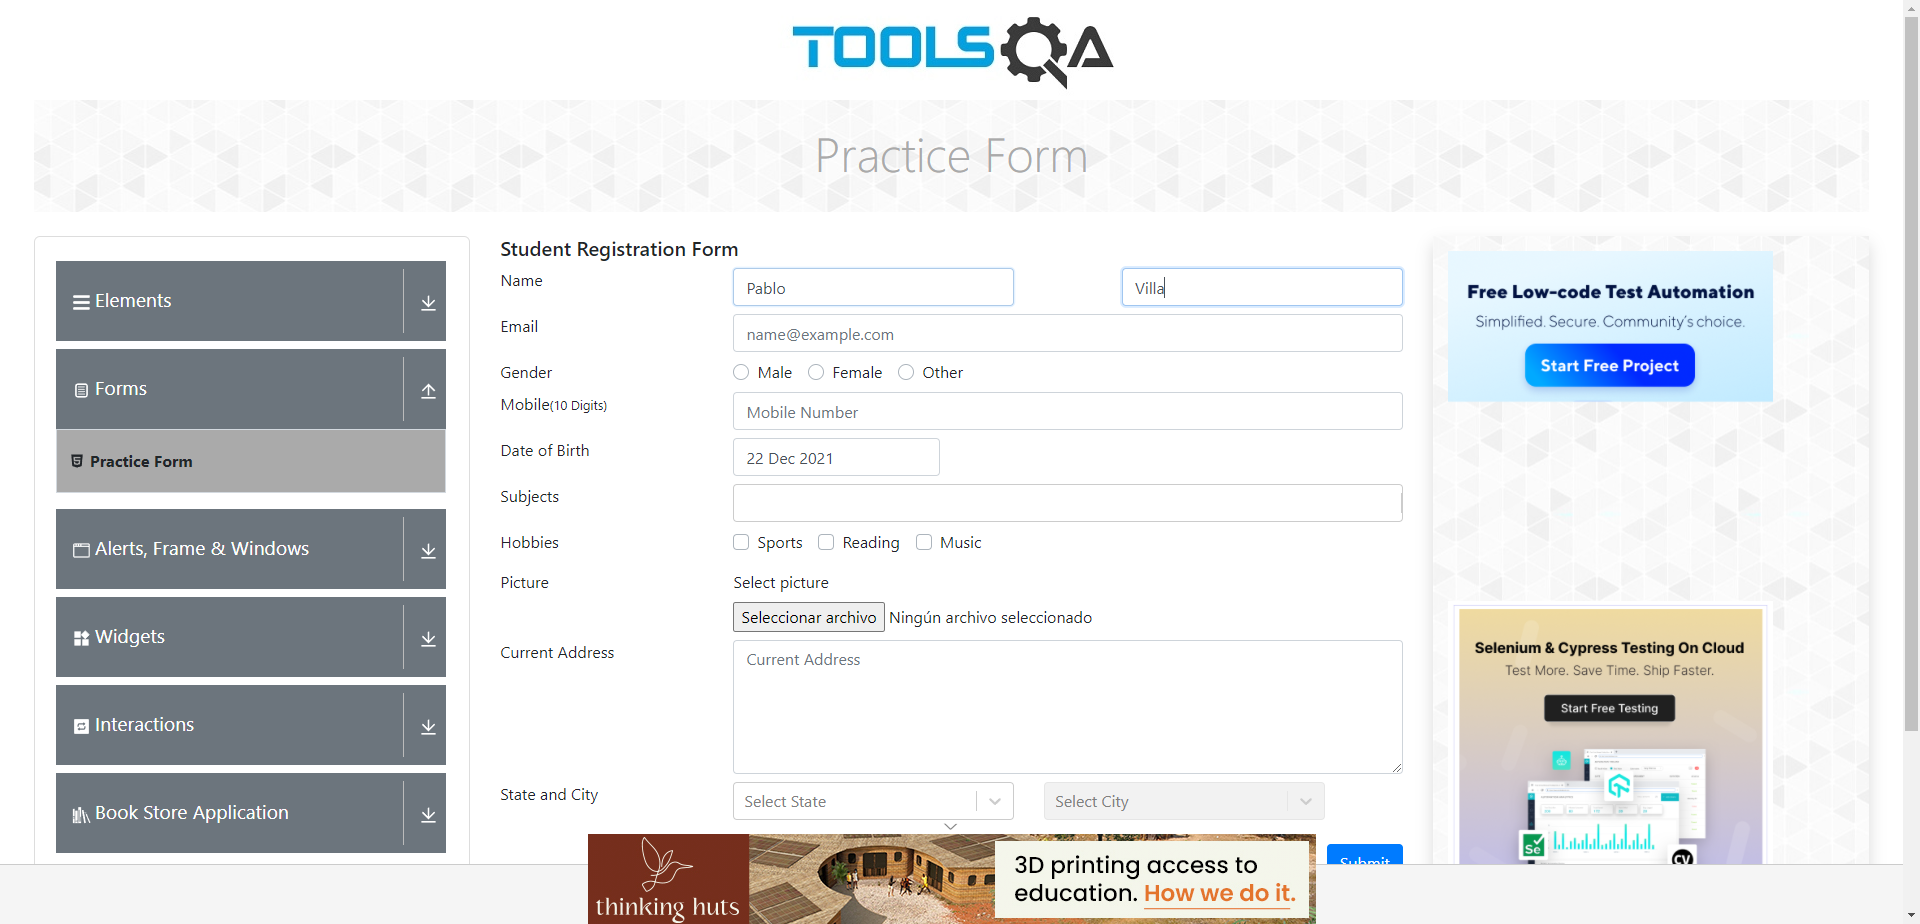 TOOLSQA
Practice Form
Elements
Forms
Practice Form
Alerts, Frame & Windows
Widgets
Interactions
Book Store Application
Student Registration Form
Name
Pablo
Villa
Email
name@example.com
Gender
Male
Female
Other
Mobile(10 Digits)
Mobile Number
Date of Birth
22 Dec 2021
Subjects
Hobbies
Sports
Reading
Music
Picture
Select picture
Seleccionar archivo
Ningún archivo seleccionado
Current Address
Current Address
State and City
Select State
Select City
Submit
Free Low-code Test Automation
Simplified. Secure. Community's choice.
Start Free Project
Selenium & Cypress Testing On Cloud
Test More. Save Time. Ship Faster.
Start Free Testing
Se
CV
thinking huts
3D printing access to
education. How we do it.